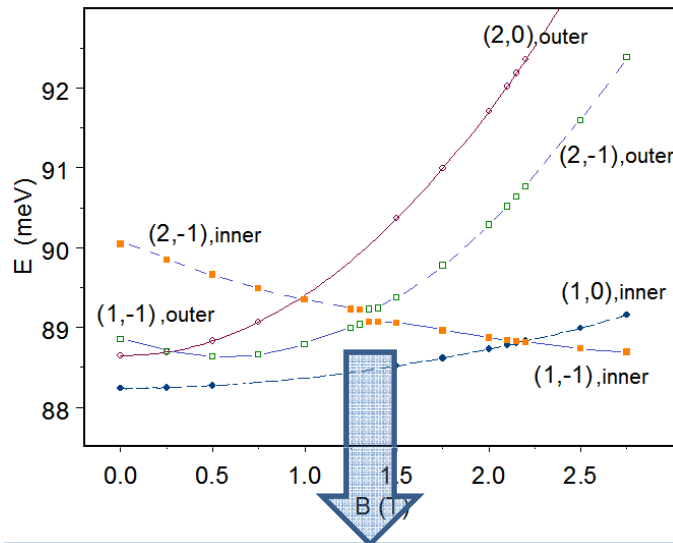 (2,0),outer
92
(2,-1),outer
91
E (meV)
(2,-1),inner
90
(1,0),inner
(1,-1),outer
89
(1,-1),inner
88
0.0 0.5 1.0 1.5 2.0 2.5
B (T)